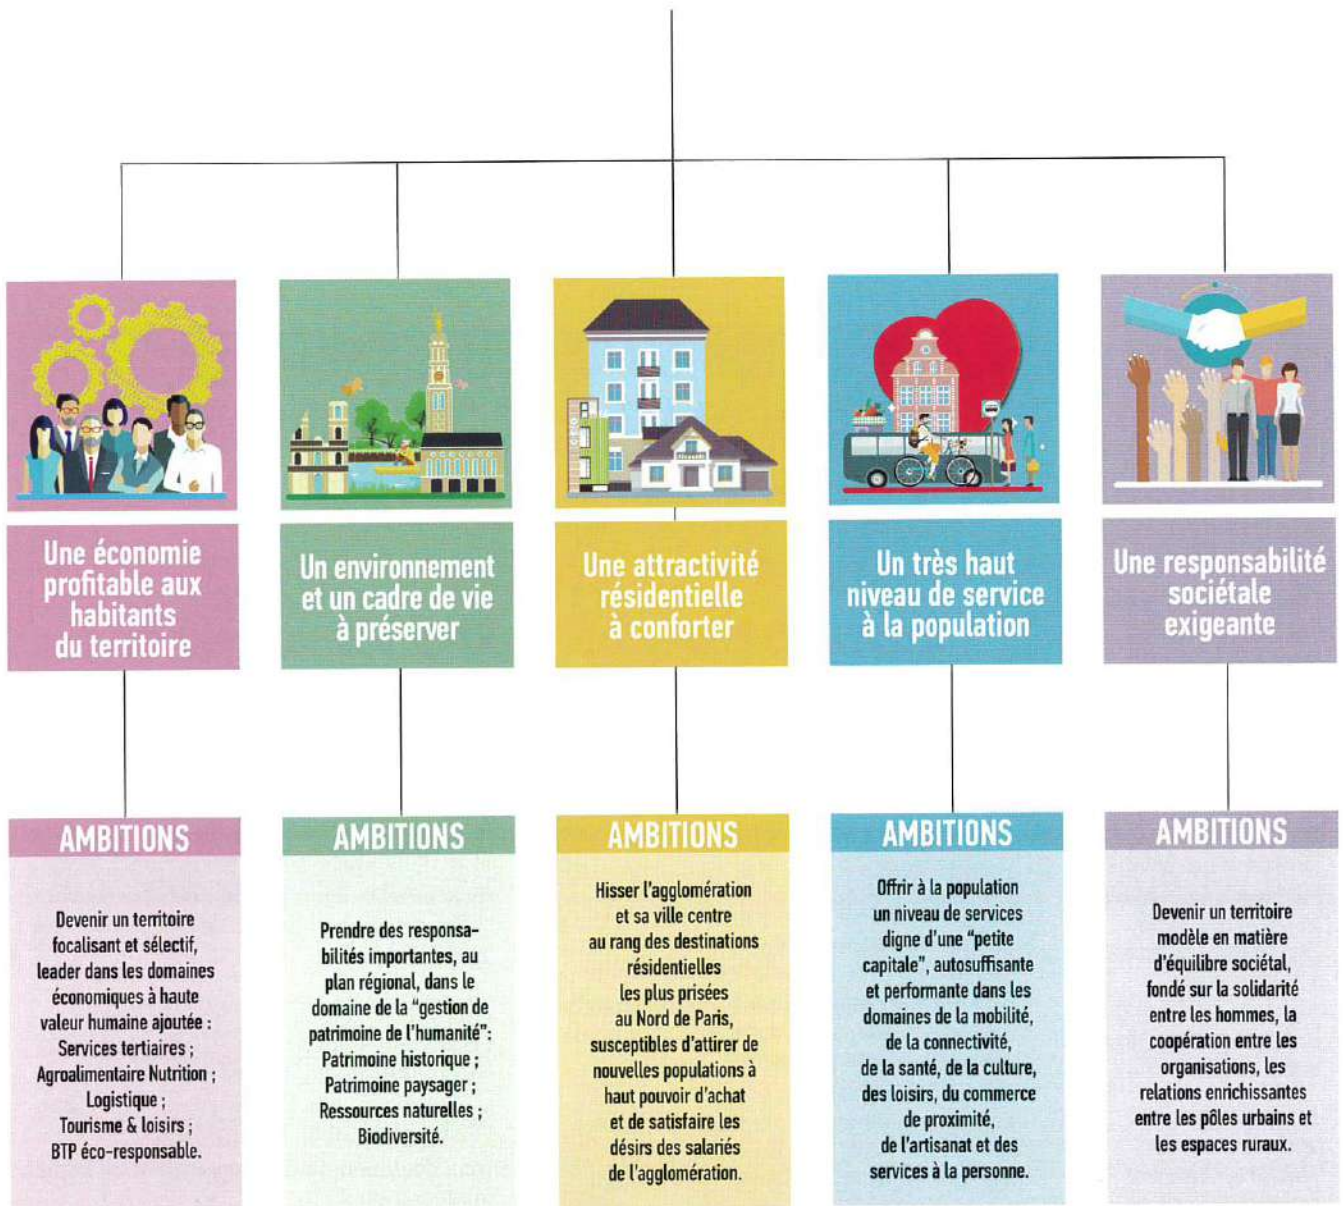 Une économie
profitable aux
habitants
du territoire
Un environnement
et un cadre de vie
à préserver
Une attractivité
résidentielle
à conforter
Un très haut
niveau de service
à la population
Une responsabilité
sociétale
exigeante
AMBITIONS
Devenir un territoire
focalisant et sélectif,
leader dans les domaines
économiques à haute
valeur humaine ajoutée :
Services tertiaires ;
Agroalimentaire Nutrition ;
Logistique ;
Tourisme & loisirs ;
BTP éco-responsable.
AMBITIONS
Prendre des responsa-
bilités importantes, au
plan régional, dans le
domaine de la “gestion de
patrimoine de l’humanité”:
Patrimoine historique ;
Patrimoine paysager ;
Ressources naturelles ;
Biodiversité.
AMBITIONS
Hisser l’agglomération
et sa ville centre
au rang des destinations
résidentielles
les plus prisées
au Nord de Paris,
susceptibles d’attirer de
nouvelles populations à
haut pouvoir d’achat
et de satisfaire les
désirs des salariés
de l’agglomération.
AMBITIONS
Offrir à la population
un niveau de services
digne d’une “petite
capitale”, autosuffisante
et performante dans les
domaines de la mobilité,
de la connectivité,
de la santé, de la culture,
des loisirs, du commerce
de proximité,
de l’artisanat et des
services à la personne.
AMBITIONS
Devenir un territoire
modèle en matière
d’équilibre sociétal,
fondé sur la solidarité
entre les hommes, la
coopération entre les
organisations, les
relations enrichissantes
entre les pôles urbains et
les espaces ruraux.